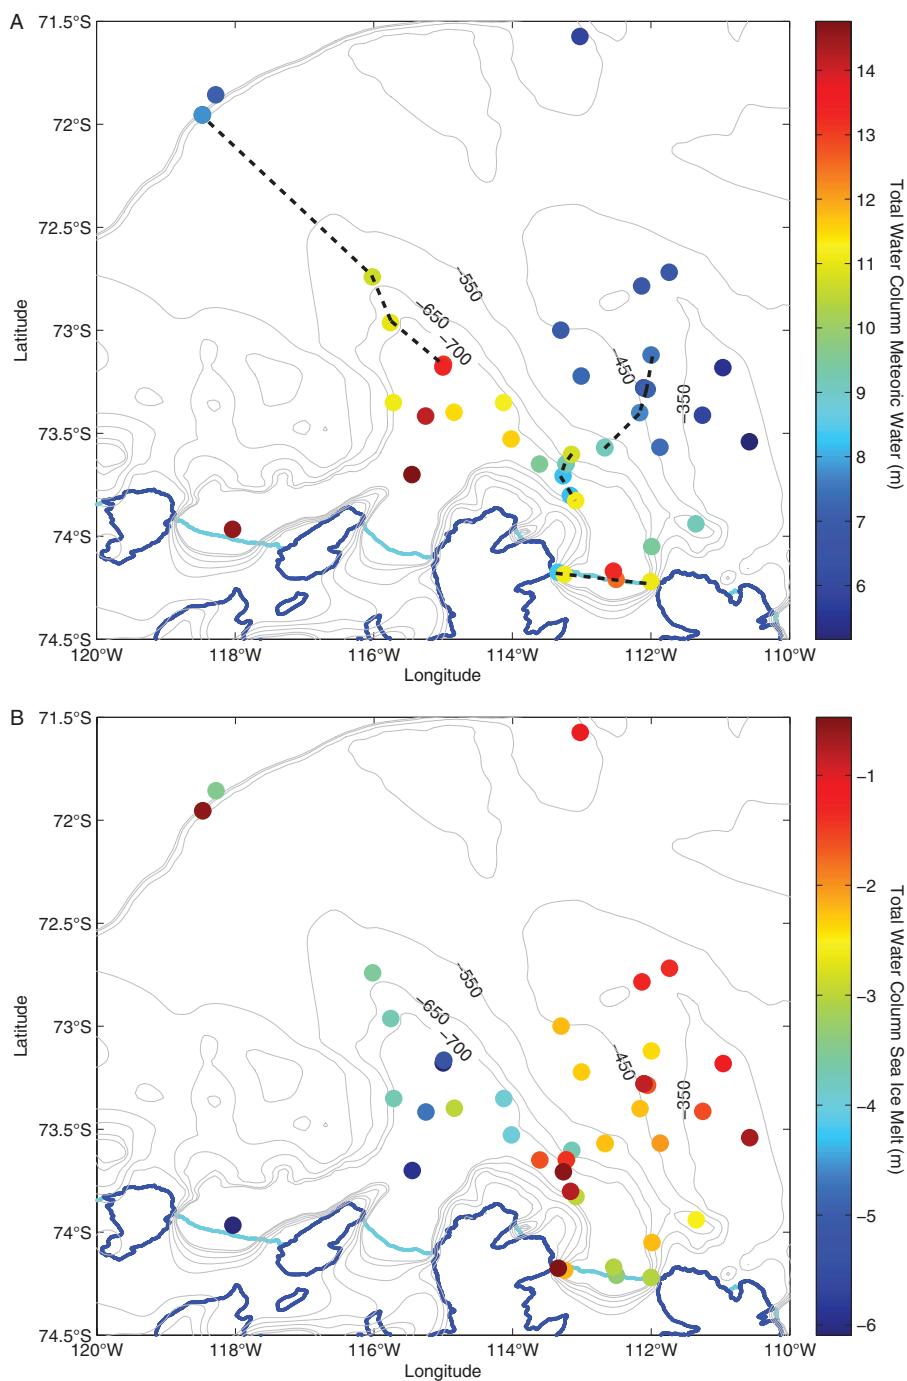 A
71.5°S
72°S
72.5°S
73°S
73.5°S
74°S
74.5°S
Latitude
120°W
118°W
116°W
114°W
112°W
110°W
Longitude
−550
−650
−700
−450
−350
14
13
12
11
10
9
8
7
6
Total Water Column Meteoric Water (m)
B
71.5°S
72°S
72.5°S
73°S
73.5°S
74°S
74.5°S
Latitude
120°W
118°W
116°W
114°W
112°W
110°W
Longitude
−550
−650
−700
−450
−350
−1
−2
−3
−4
−5
−6
Total Water Column Sea Ice Melt (m)